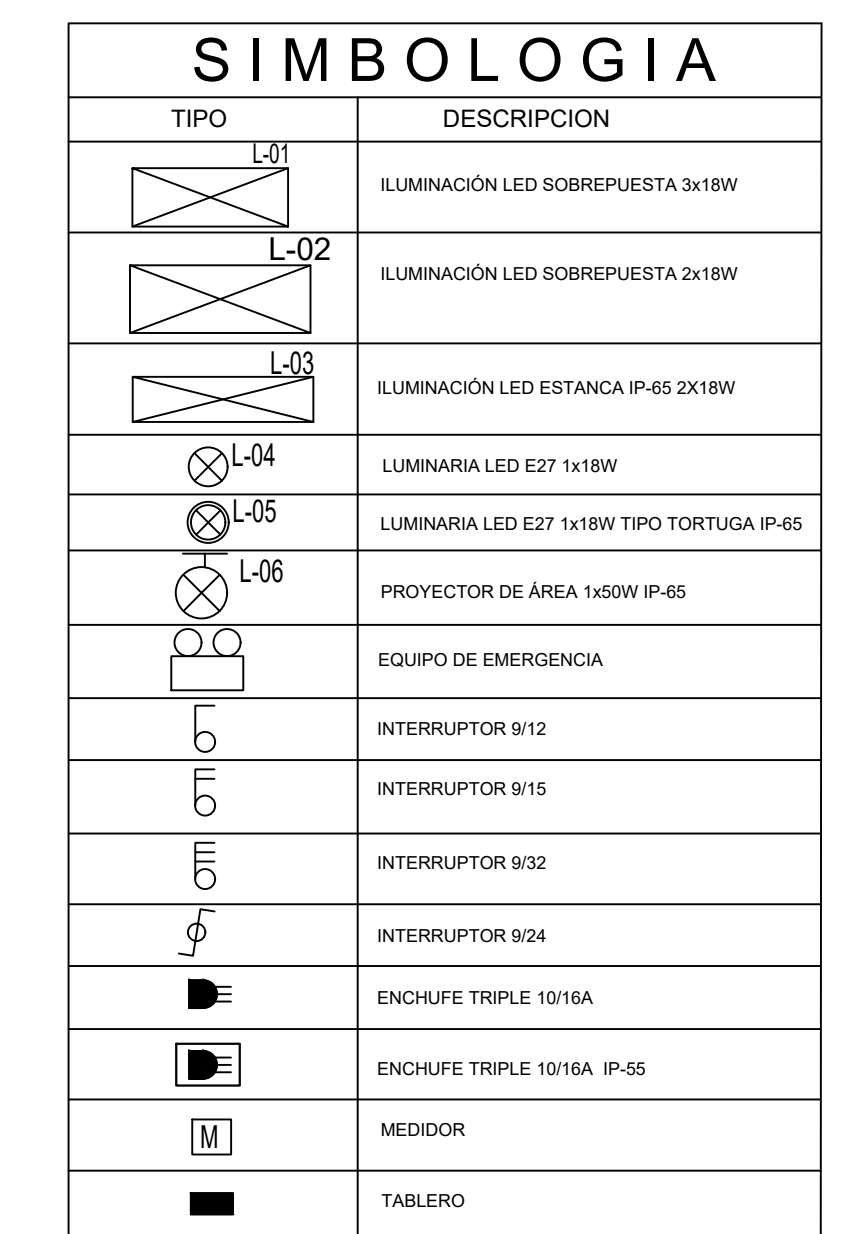 SIMBOLOGIA
TIPO DESCRIPCION
L-01
ILUMINACIÓN LED SOBREPUESTA 3x18W
L-02
ILUMINACIÓN LED SOBREPUESTA 2x18W
L-03
ILUMINACIÓN LED ESTANCA IP-65 2X18W
L-04
LUMINARIA LED E27 1x18W
L-05
LUMINARIA LED E27 1x18W TIPO TORTUGA IP-65
L-06
PROYECTOR DE ÁREA 1x50W IP-65
EQUIPO DE EMERGENCIA
INTERRUPTOR 9/12
INTERRUPTOR 9/15
INTERRUPTOR 9/32
INTERRUPTOR 9/24
ENCHUFE TRIPLE 10/16A
ENCHUFE TRIPLE 10/16A IP-55
M
MEDIDOR
TABLERO